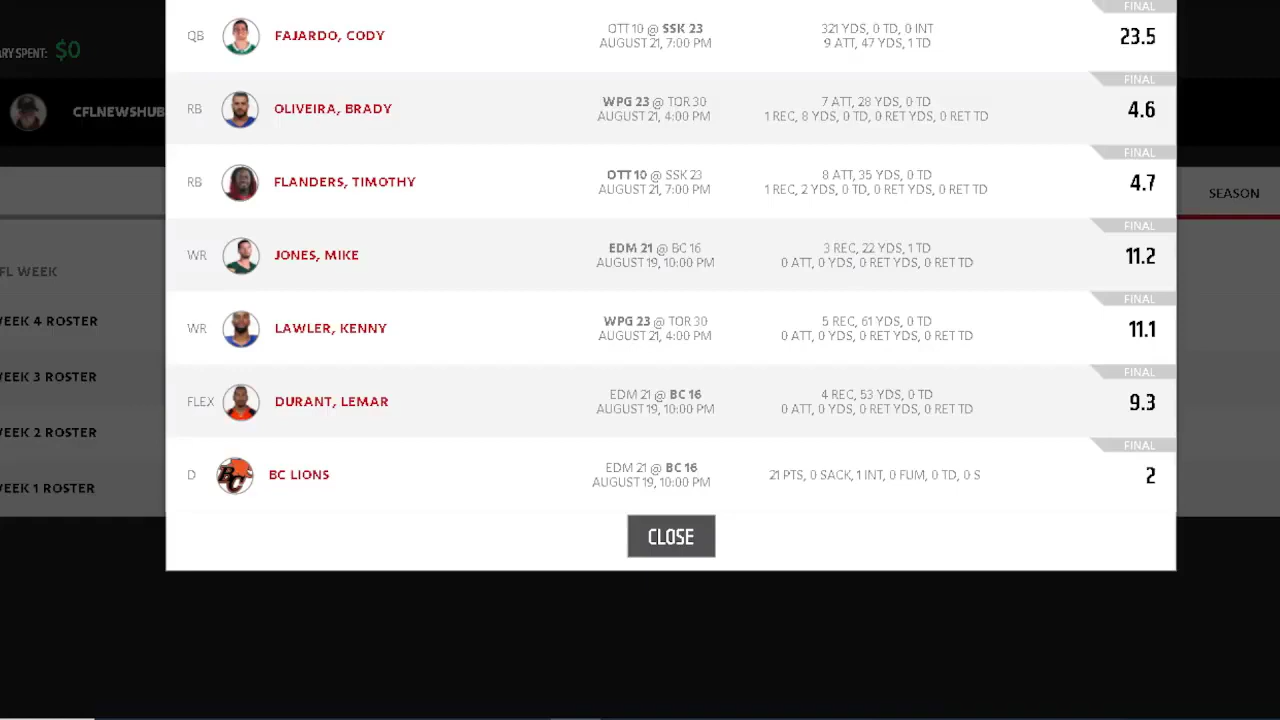 FINAL
QB FAJARDO, CODY OTT 10 @ SSK 23 321 YDS, 0 TD, 0 INT 23.5
AUGUST 21, 7:00 PM 9 ATT, 47 YDS, 1 TD
ARY SPENT: $0
FINAL
CFLNEWSHUB
RB OLIVEIRA, BRADY WPG 23 @ TOR 30 7 ATT, 28 YDS, 0 TD 4.6
AUGUST 21, 4:00 PM 1 REC, 8 YDS, 0 TD, 0 RET YDS, 0 RET TD
FINAL
RB FLANDERS, TIMOTHY OTT 10 @ SSK 23 8 ATT, 35 YDS, 0 TD 4.7
AUGUST 21, 7:00 PM 1 REC, 2 YDS, 0 TD, 0 RET YDS, 0 RET TD
SEASON
FINAL
WR JONES, MIKE EDM 21 @ BC 16 3 REC, 22 YDS, 1 TD 11.2
AUGUST 19, 10:00 PM 0 ATT, 0 YDS, 0 RET YDS, 0 RET TD
FL WEEK
FINAL
WEEK 4 ROSTER
WR LAWLER, KENNY WPG 23 @ TOR 30 5 REC, 61 YDS, 0 TD 11.1
AUGUST 21, 4:00 PM 0 ATT, 0 YDS, 0 RET YDS, 0 RET TD
FINAL
WEEK 3 ROSTER
FLEX DURANT, LEMAR EDM 21 @ BC 16 4 REC, 53 YDS, 0 TD 9.3
AUGUST 19, 10:00 PM 0 ATT, 0 YDS, 0 RET YDS, 0 RET TD
WEEK 2 ROSTER
FINAL
D BC LIONS EDM 21 @ BC 16 21 PTS, 0 SACK, 1 INT, 0 FUM, 0 TD, 0 S 2
AUGUST 19, 10:00 PM
WEEK 1 ROSTER
CLOSE